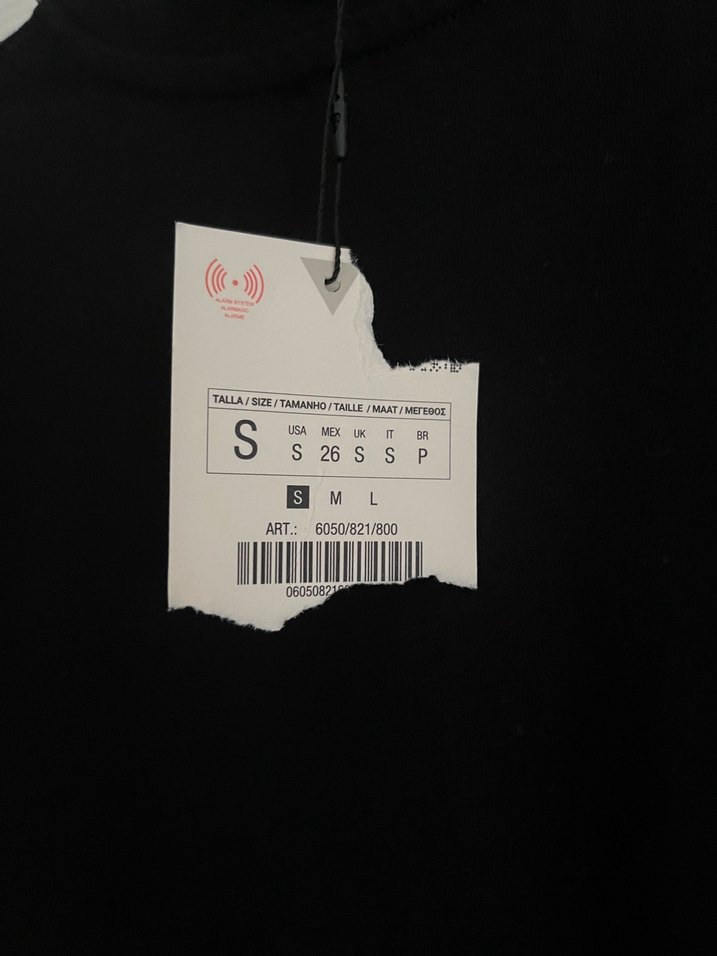 ALARM SYSTEM
ALARMADO
ALARME
TALLA / SIZE / TAMANHO / TAILLE / MAAT / ΜΕΓΕΘΟΣ
S
USA MEX UK IT BR
S 26 S S P
S M L
ART.: 6050/821/800
0605082